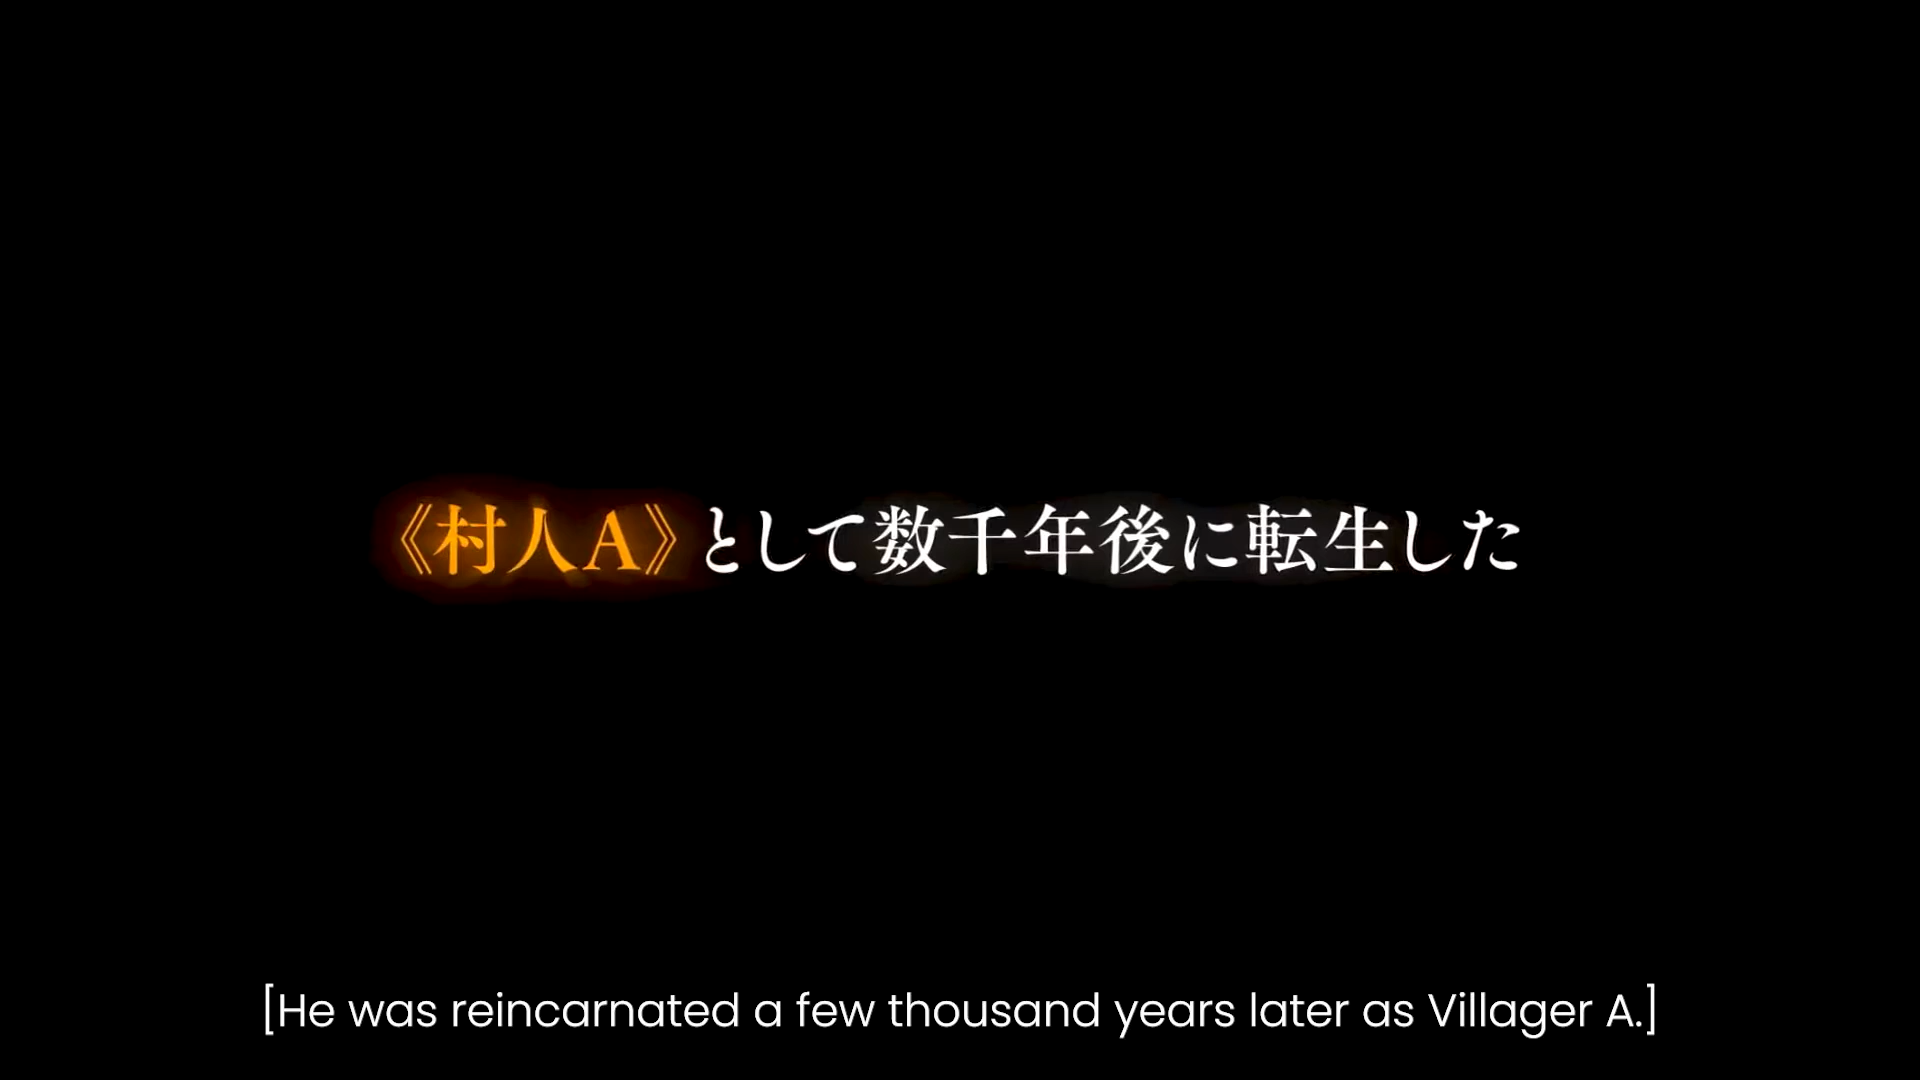 《村人A》として数千年後に転生した
[He was reincarnated a few thousand years later as Villager A.]